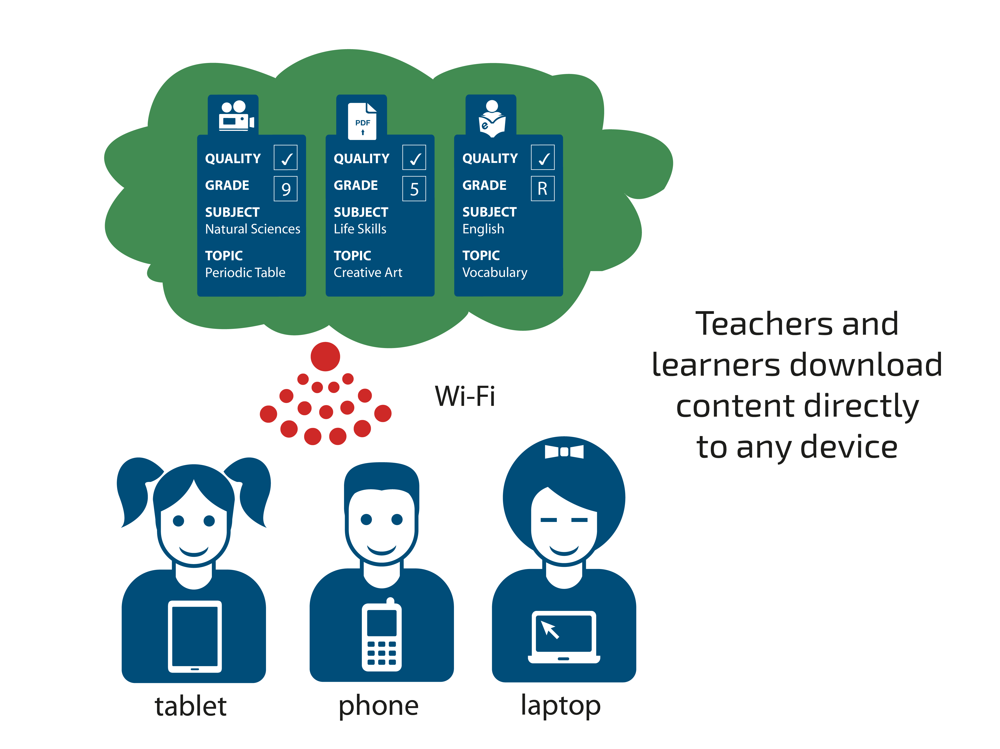 QUALITY ✓
GRADE 9
SUBJECT
Natural Sciences
TOPIC
Periodic Table
PDF
QUALITY ✓
GRADE 5
SUBJECT
Life Skills
TOPIC
Creative Art
e
QUALITY ✓
GRADE R
SUBJECT
English
TOPIC
Vocabulary
Wi-Fi
Teachers and
learners download
content directly
to any device
tablet
phone
laptop